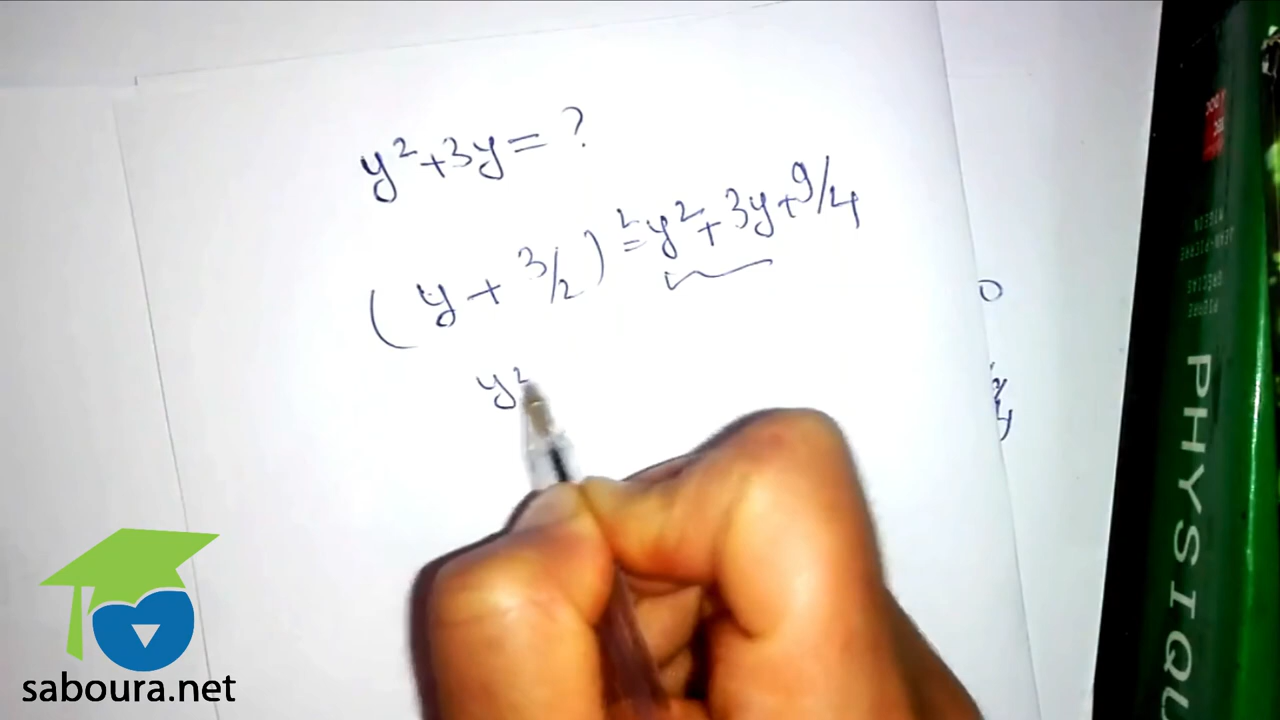 y²+3y= ?
(y + 3/2)² = y² + 3y + 9/4
y²
PHYSIQU
saboura.net